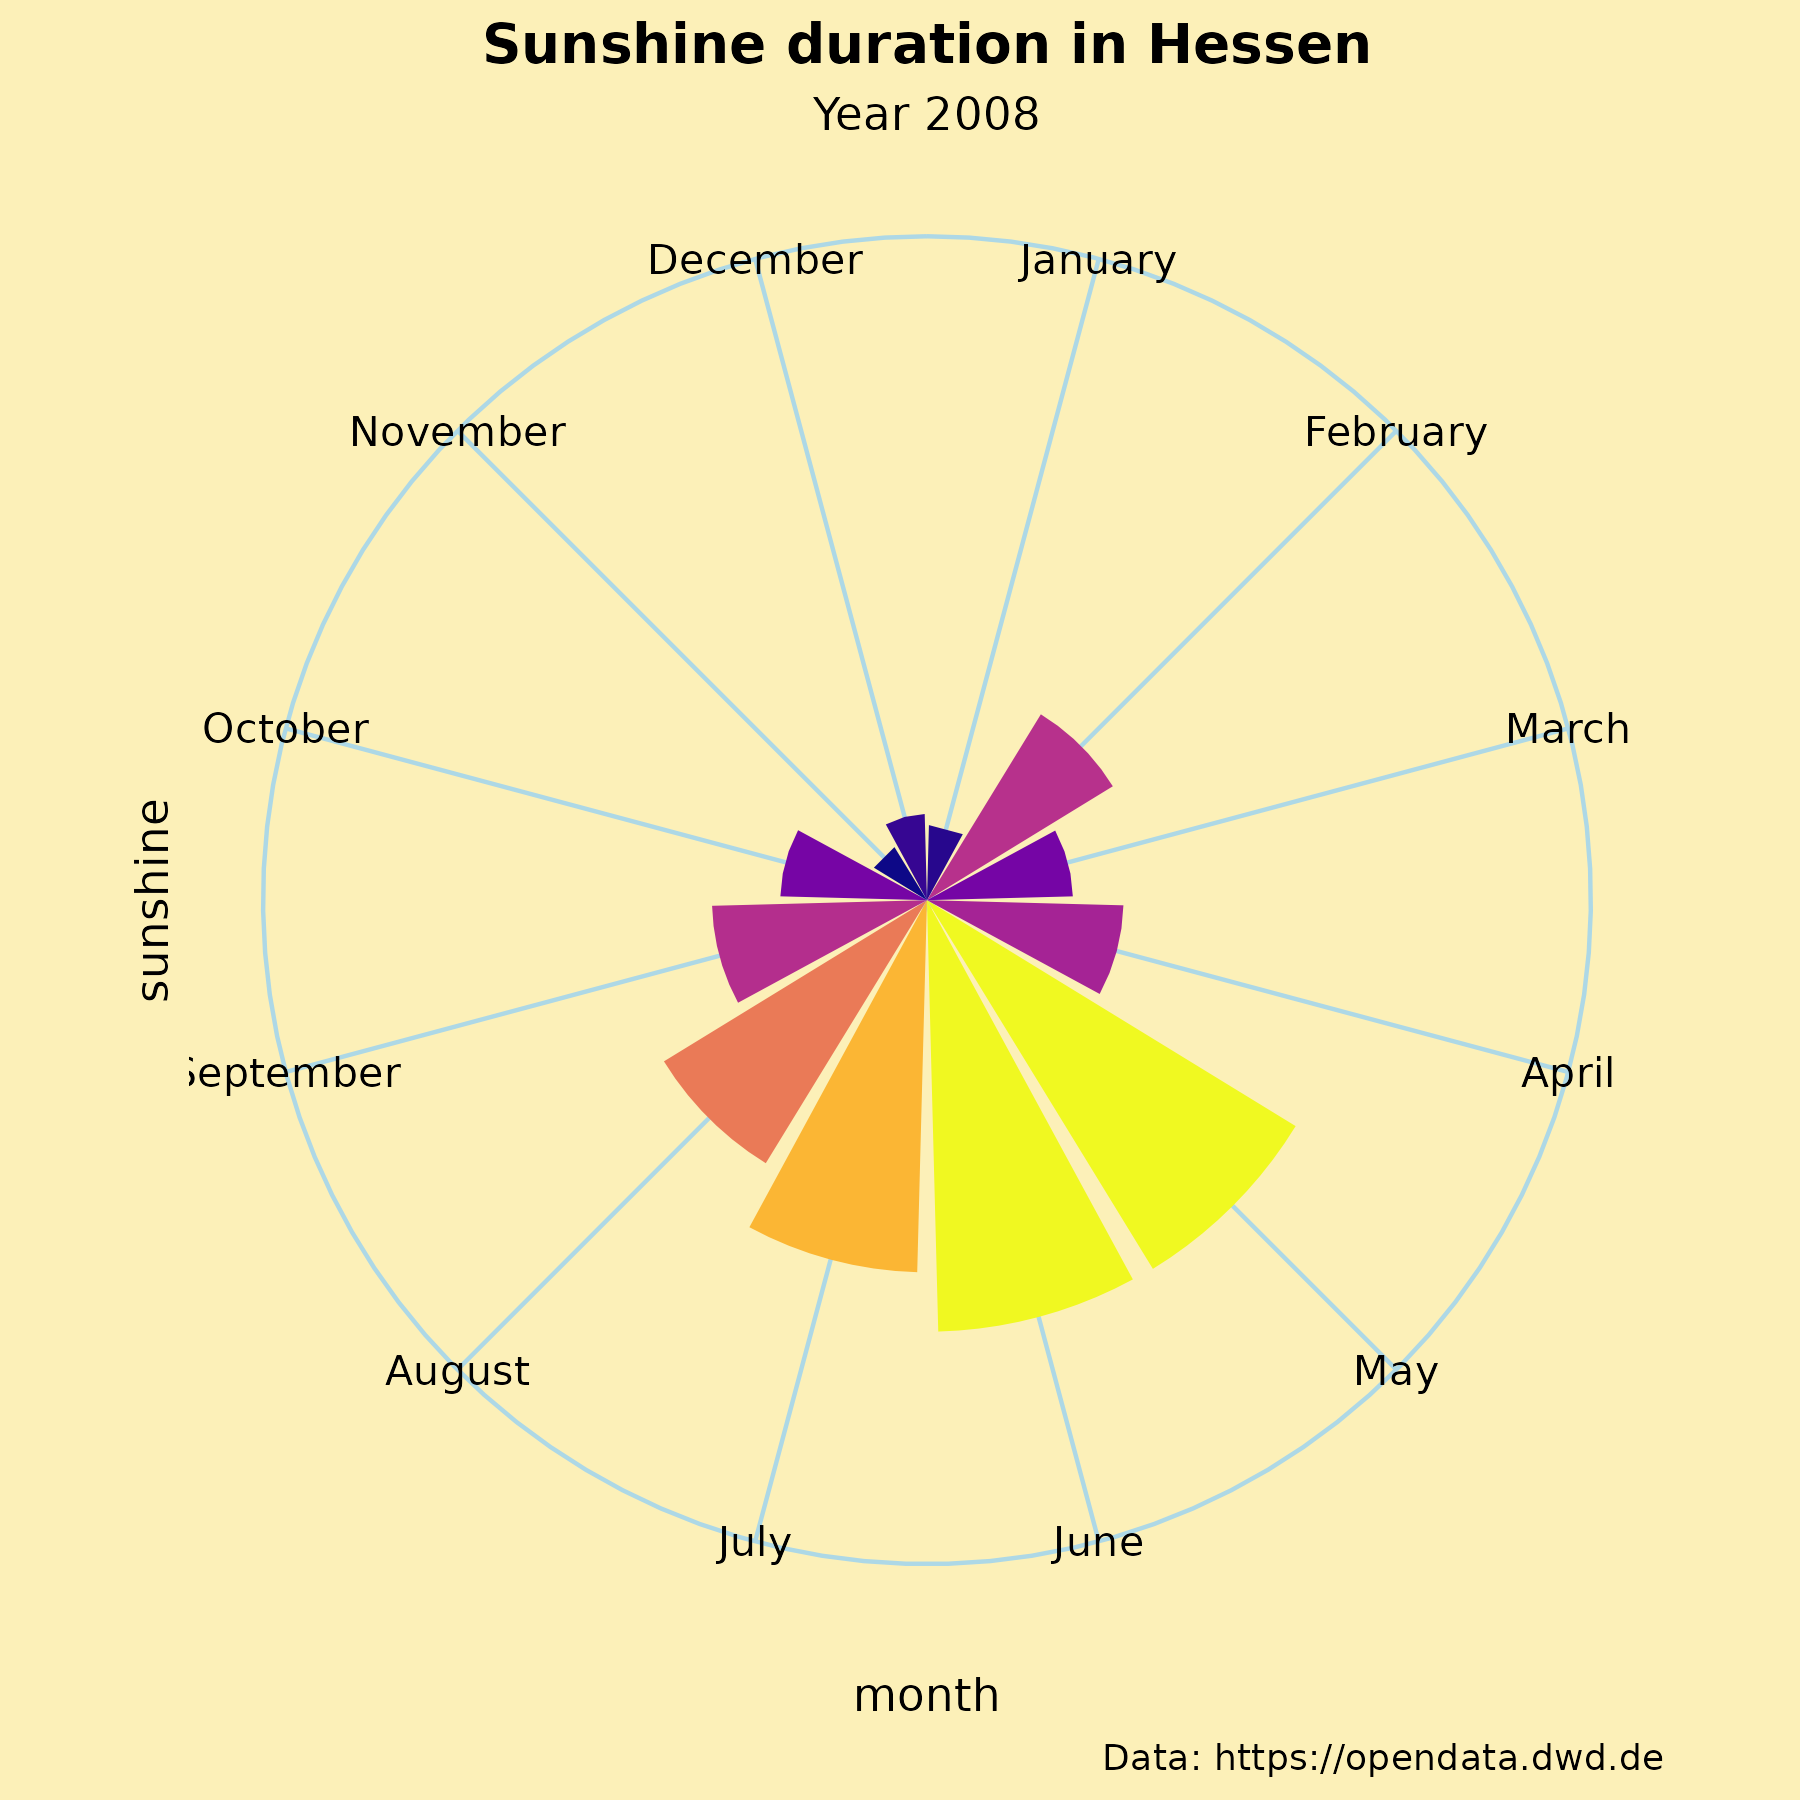 Sunshine duration in Hessen
Year 2008
December
January
November
February
October
March
sunshine
September
April
August
May
July
June
month
Data: https://opendata.dwd.de